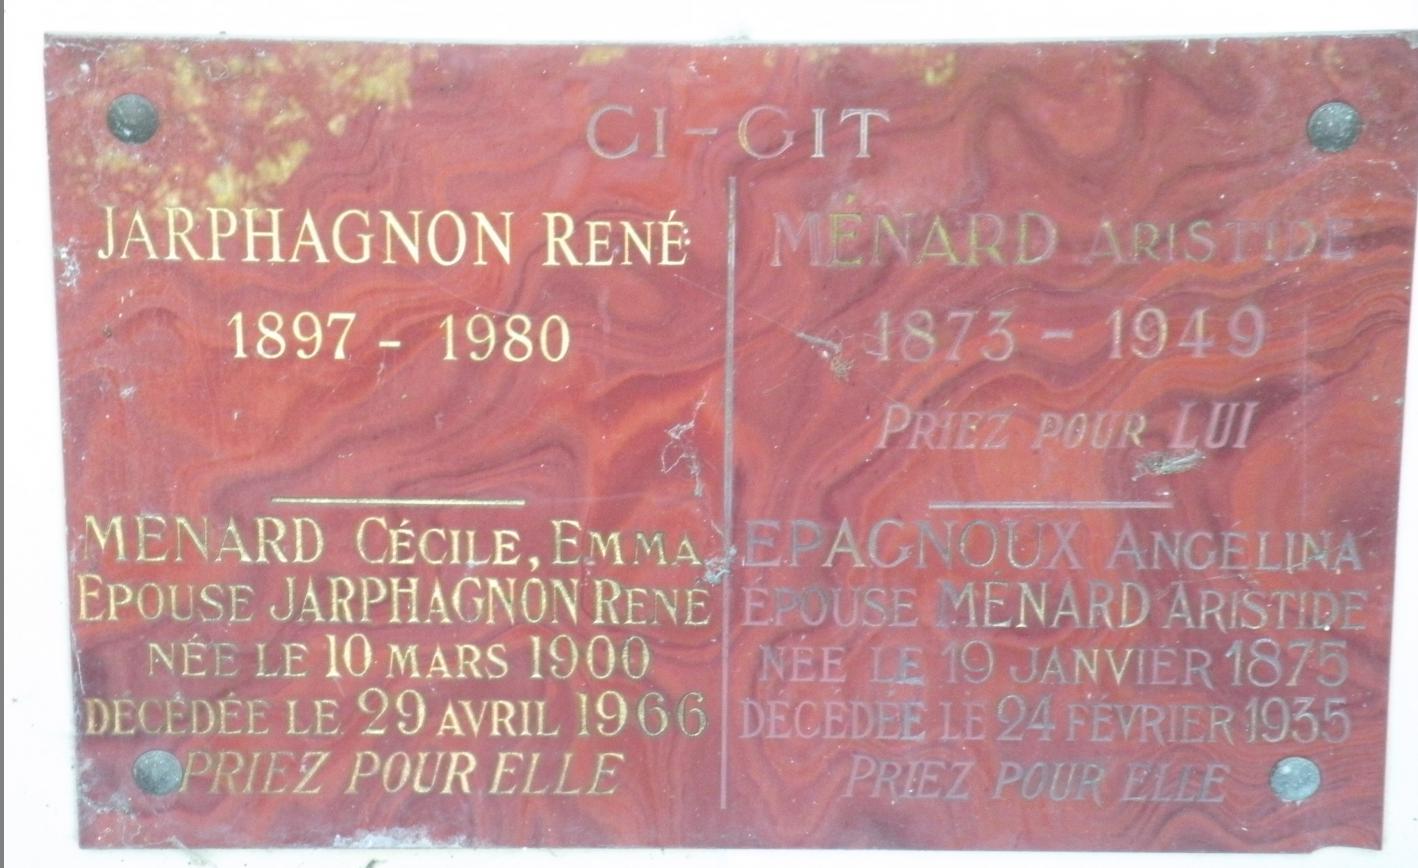 CI-GIT
JARPHAGNON RENÉ
1897 - 1980
MENARD CÉCILE, EMMA
EPOUSE JARPHAGNON RENÉ
NÉE LE 10 MARS 1900
DÉCÉDÉE LE 29 AVRIL 1966
PRIEZ POUR ELLE
MÉNARD ARISTIDE
1873 - 1949
PRIEZ POUR LUI
EPAGNOUX ANGELINA
EPOUSE MENARD ARISTIDE
NEE LE 19 JANVIER 1875
DÉCÉDÉE LE 24 FÉVRIER 1935
PRIEZ POUR ELLE